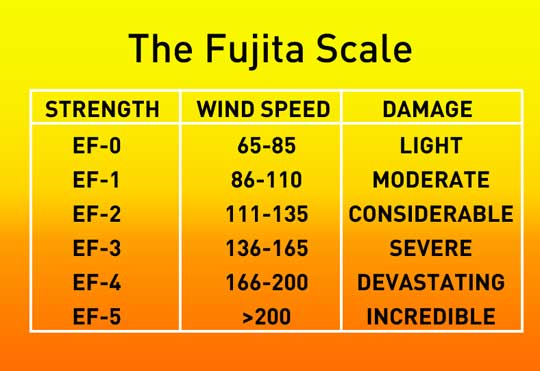 The Fujita Scale
STRENGTH WIND SPEED DAMAGE
EF-0 65-85 LIGHT
EF-1 86-110 MODERATE
EF-2 111-135 CONSIDERABLE
EF-3 136-165 SEVERE
EF-4 166-200 DEVASTATING
EF-5 >200 INCREDIBLE